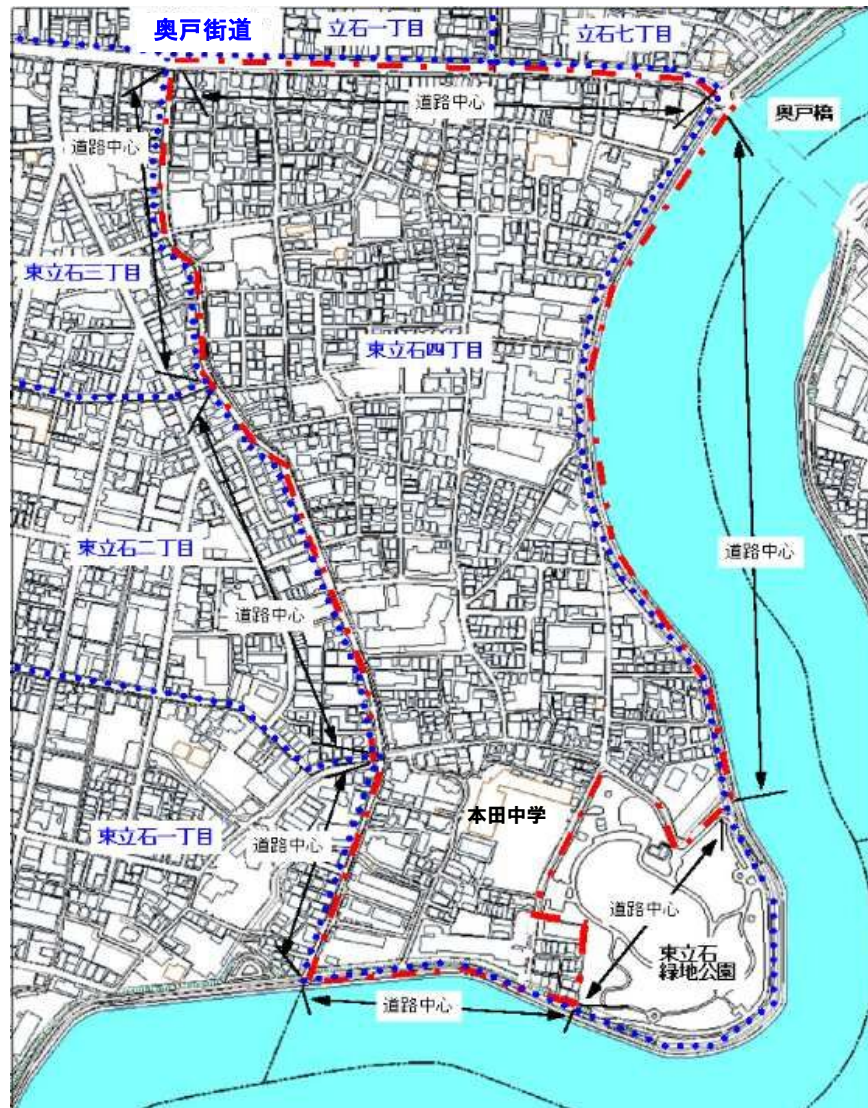 奥戸街道
立石一丁目
立石七丁目
道路中心
奥戸橋
道路中心
東立石三丁目
東立石四丁目
東立石二丁目
道路中心
道路中心
本田中学
東立石一丁目
道路中心
道路中心
東立石
緑地公園
道路中心